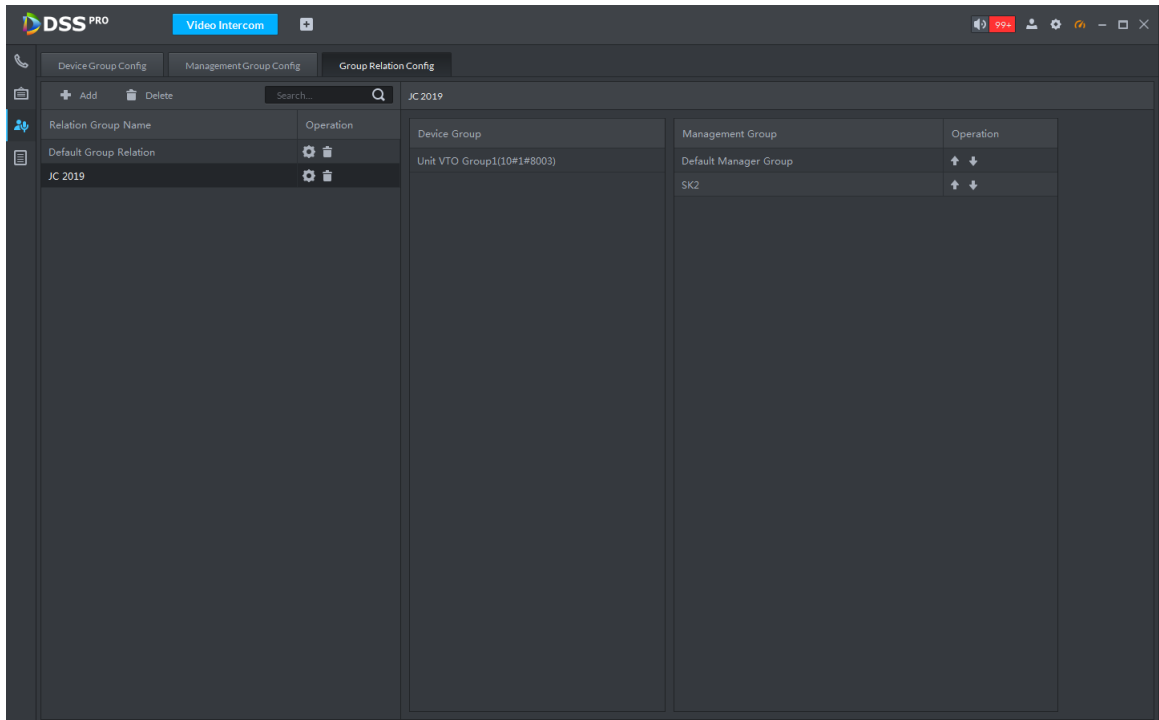 DSS PRO
Video Intercom
99+
Device Group Config
Management Group Config
Group Relation Config
Add
Delete
Search...
JC 2019
Relation Group Name
Operation
Default Group Relation
JC 2019
Device Group
Unit VTO Group1(10#1#8003)
Management Group
Operation
Default Manager Group
SK2